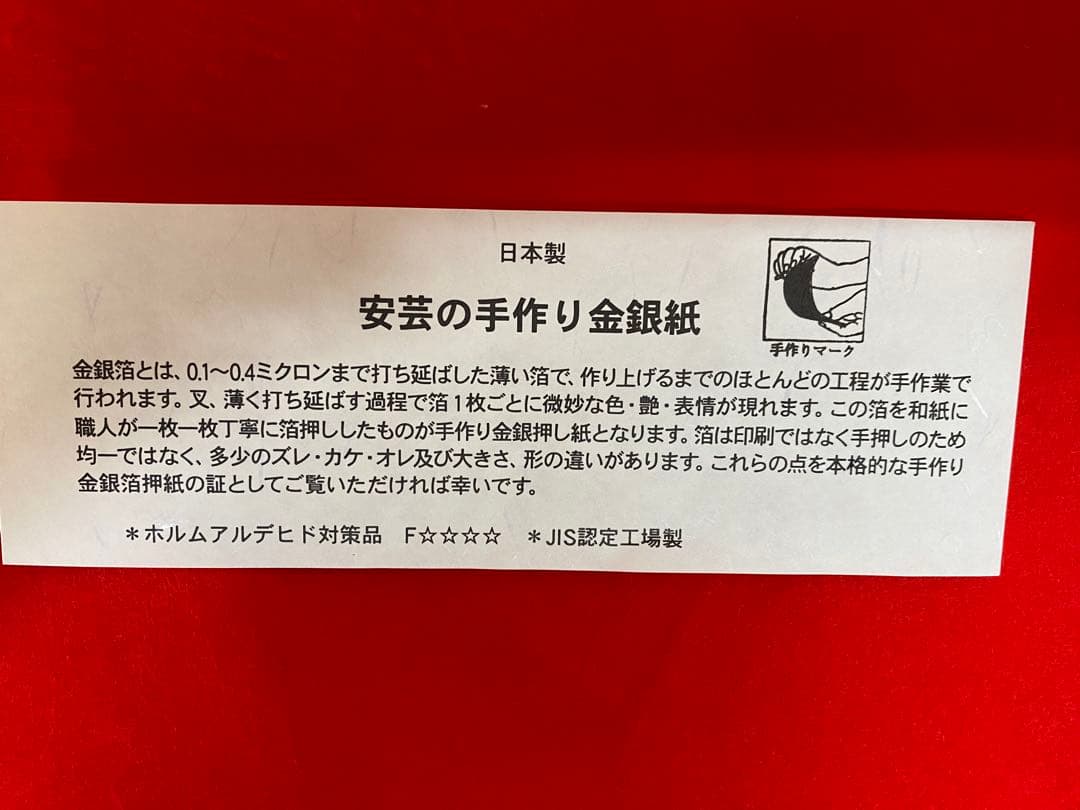 日本製
安芸の手作り金銀紙
手作りマーク
金銀箔とは、0.1〜0.4ミクロンまで打ち延ばした薄い箔で、作り上げるまでのほとんどの工程が手作業で
行われます。叉、薄く打ち延ばす過程で箔1枚ごとに微妙な色・艶・表情が現れます。この箔を和紙に
職人が一枚一枚丁寧に箔押ししたものが手作り金銀押し紙となります。箔は印刷ではなく手押しのため
均一ではなく、多少のズレ・カケ・オレ及び大きさ、形の違いがあります。これらの点を本格的な手作り
金銀箔押紙の証としてご覧いただければ幸いです。
＊ホルムアルデヒド対策品　F☆☆☆☆　＊JIS認定工場製